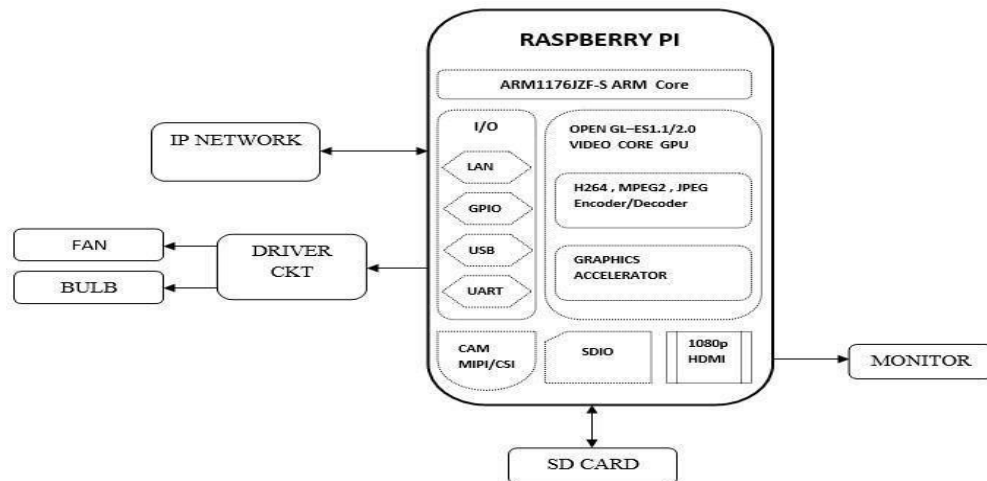 RASPBERRY PI
ARM1176JZF-S ARM Core
I/O
LAN
GPIO
USB
UART
OPEN GL–ES1.1/2.0
VIDEO CORE GPU
H264 , MPEG2 , JPEG
Encoder/Decoder
GRAPHICS
ACCELERATOR
CAM
MIPI/CSI
SDIO
1080p
HDMI
IP NETWORK
FAN
BULB
DRIVER
CKT
MONITOR
SD CARD